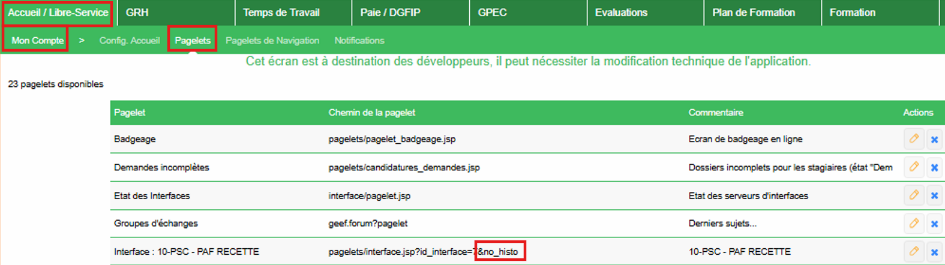 Accueil / Libre-Service GRH Temps de Travail Paie / DGFIP GPEC Evaluations Plan de Formation Formation
Mon Compte > Config. Accueil Pagelets Pagelets de Navigation Notifications
Cet écran est à destination des développeurs, il peut nécessiter la modification technique de l'application.
23 pagelets disponibles
Pagelet Chemin de la pagelet Commentaire Actions
Badgeage pagelets/pagelet_badgeage.jsp Ecran de badgeage en ligne
Demandes incomplètes pagelets/candidatures_demandes.jsp Dossiers incomplets pour les stagiaires (état "Dem
Etat des Interfaces interface/pagelet.jsp Etat des serveurs d'interfaces
Groupes d'échanges geef.forum?pagelet Derniers sujets...
Interface : 10-PSC - PAF RECETTE pagelets/interface.jsp?id_interface=7&no_histo 10-PSC - PAF RECETTE